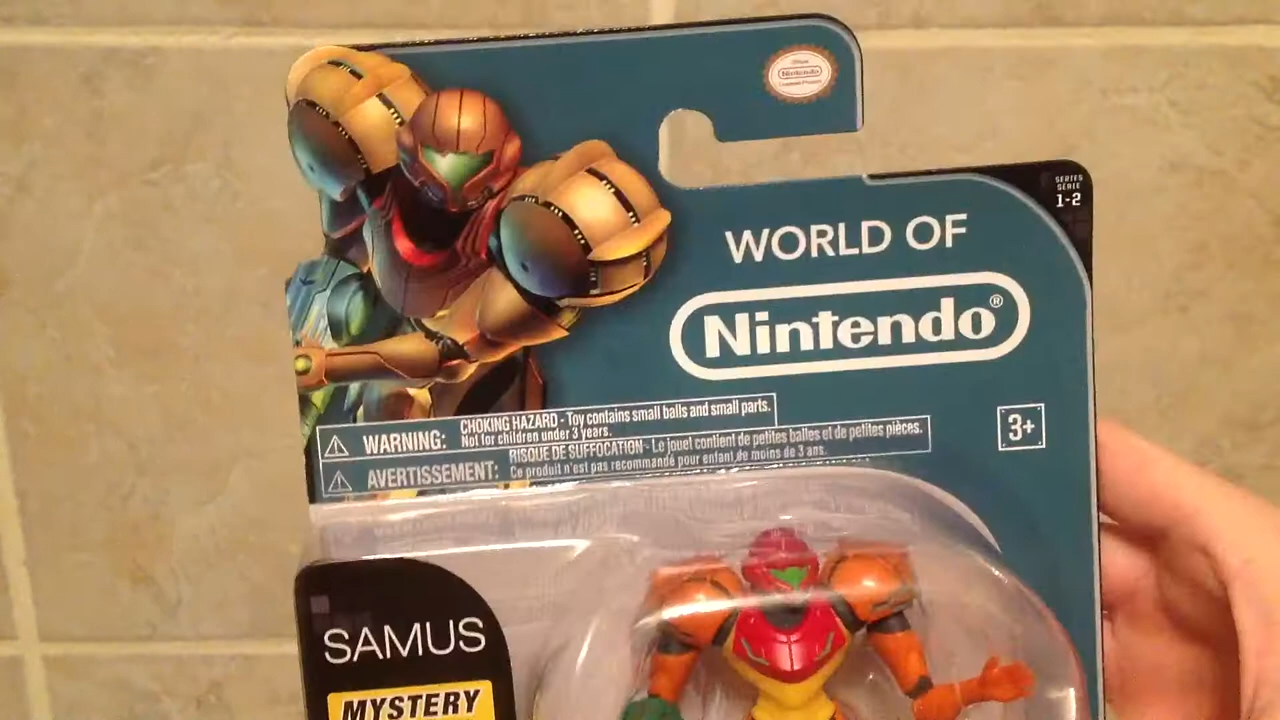 Nintendo
SERIES
SERIE
1-2
WORLD OF
Nintendo®
WARNING:
CHOKING HAZARD - Toy contains small balls and small parts.
Not for children under 3 years.
AVERTISSEMENT:
RISQUE DE SUFFOCATION - Le jouet contient de petites balles et de petites pièces.
Ce produit n'est pas recommandé pour enfant de moins de 3 ans.
3+
SAMUS
MYSTERY